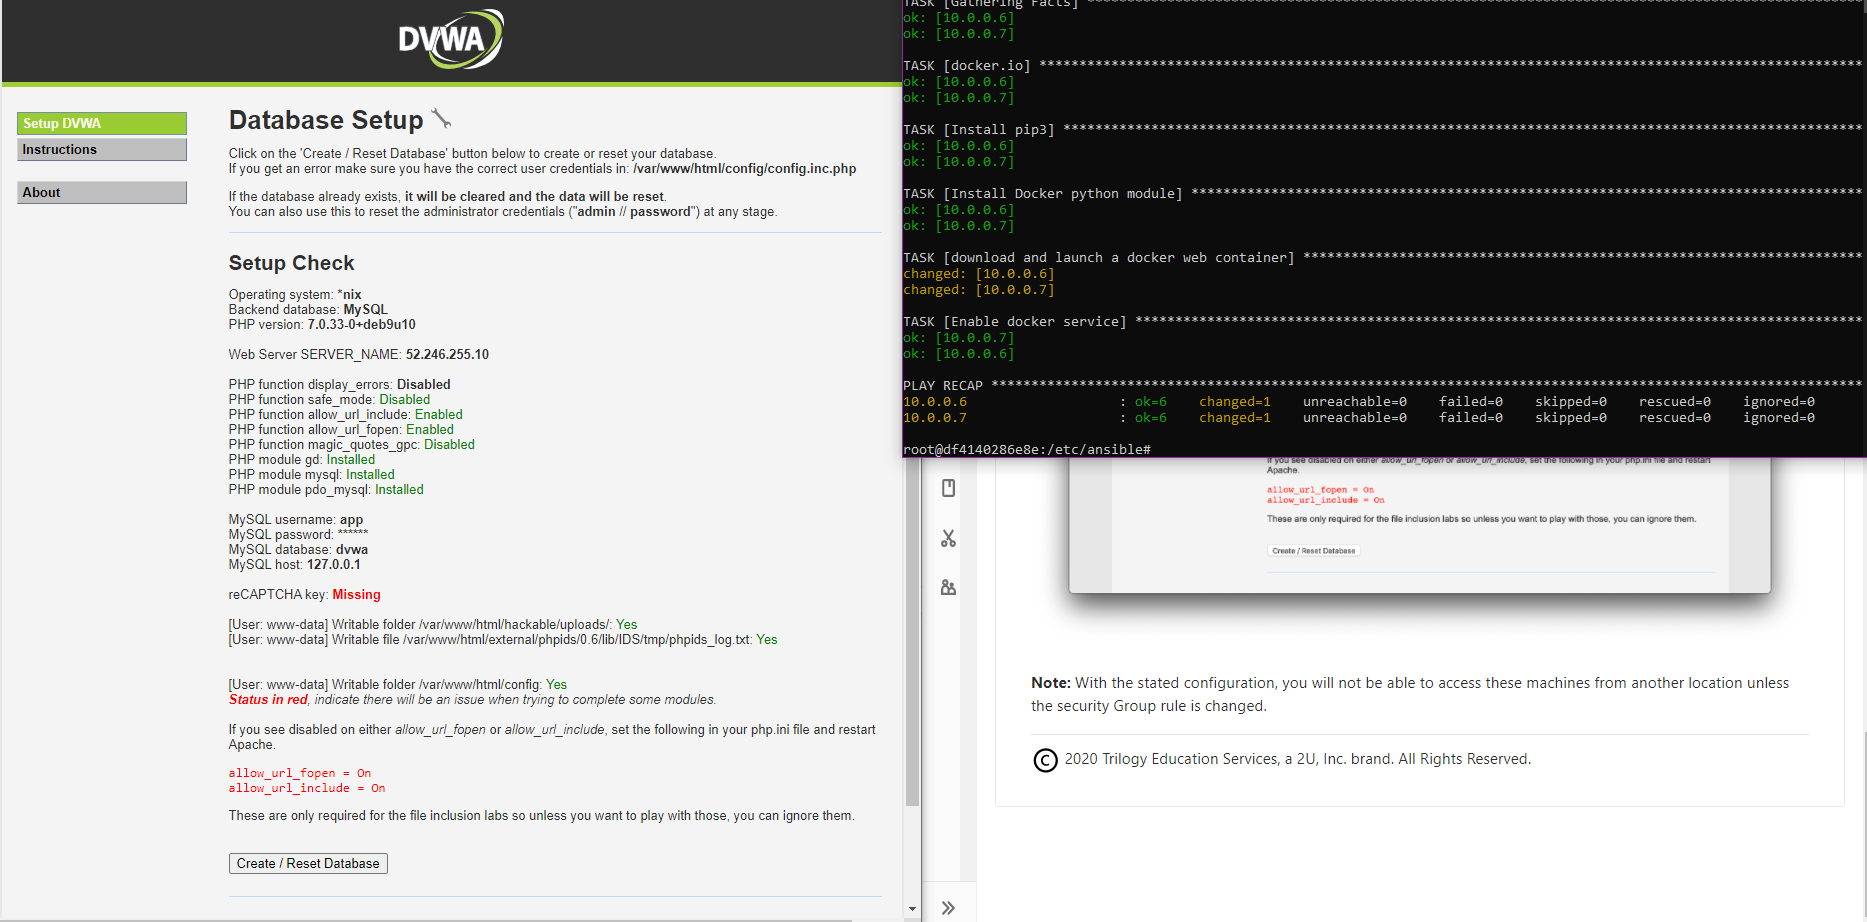 DVWA
Setup DVWA
Instructions
About
Database Setup
Click on the 'Create / Reset Database' button below to create or reset your database.
If you get an error make sure you have the correct user credentials in: /var/www/html/config/config.inc.php
If the database already exists, it will be cleared and the data will be reset.
You can also use this to reset the administrator credentials ("admin // password") at any stage.
Setup Check
Operating system: *nix
Backend database: MySQL
PHP version: 7.0.33-0+deb9u10
Web Server SERVER_NAME: 52.246.255.10
PHP function display_errors: Disabled
PHP function safe_mode: Disabled
PHP function allow_url_include: Enabled
PHP function allow_url_fopen: Enabled
PHP function magic_quotes_gpc: Disabled
PHP module gd: Installed
PHP module mysql: Installed
PHP module pdo_mysql: Installed
MySQL username: app
MySQL password: ******
MySQL database: dvwa
MySQL host: 127.0.0.1
reCAPTCHA key: Missing
[User: www-data] Writable folder /var/www/html/hackable/uploads/: Yes
[User: www-data] Writable file /var/www/html/external/phpids/0.6/lib/IDS/tmp/phpids_log.txt: Yes
[User: www-data] Writable folder /var/www/html/config: Yes
Status in red, indicate there will be an issue when trying to complete some modules.
If you see disabled on either allow_url_fopen or allow_url_include, set the following in your php.ini file and restart
Apache.
allow_url_fopen = On
allow_url_include = On
These are only required for the file inclusion labs so unless you want to play with those, you can ignore them.
Create / Reset Database
TASK [Gathering Facts] ****************************************************************************************************
ok: [10.0.0.6]
ok: [10.0.0.7]
TASK [docker.io] *******************************************************************************************************
ok: [10.0.0.6]
ok: [10.0.0.7]
TASK [Install pip3] ****************************************************************************************************
ok: [10.0.0.6]
ok: [10.0.0.7]
TASK [Install Docker python module] ************************************************************************************
ok: [10.0.0.6]
ok: [10.0.0.7]
TASK [download and launch a docker web container] **********************************************************************
changed: [10.0.0.6]
changed: [10.0.0.7]
TASK [Enable docker service] *******************************************************************************************
ok: [10.0.0.7]
ok: [10.0.0.6]
PLAY RECAP *************************************************************************************************************
10.0.0.6 : ok=6 changed=1 unreachable=0 failed=0 skipped=0 rescued=0 ignored=0
10.0.0.7 : ok=6 changed=1 unreachable=0 failed=0 skipped=0 rescued=0 ignored=0
root@df4140286e8e:/etc/ansible#
If you see disabled on either allow_url_fopen or allow_url_include, set the following in your php.ini file and restart
Apache.
allow_url_fopen = On
allow_url_include = On
These are only required for the file inclusion labs so unless you want to play with those, you can ignore them.
Create / Reset Database
Note: With the stated configuration, you will not be able to access these machines from another location unless
the security Group rule is changed.
© 2020 Trilogy Education Services, a 2U, Inc. brand. All Rights Reserved.